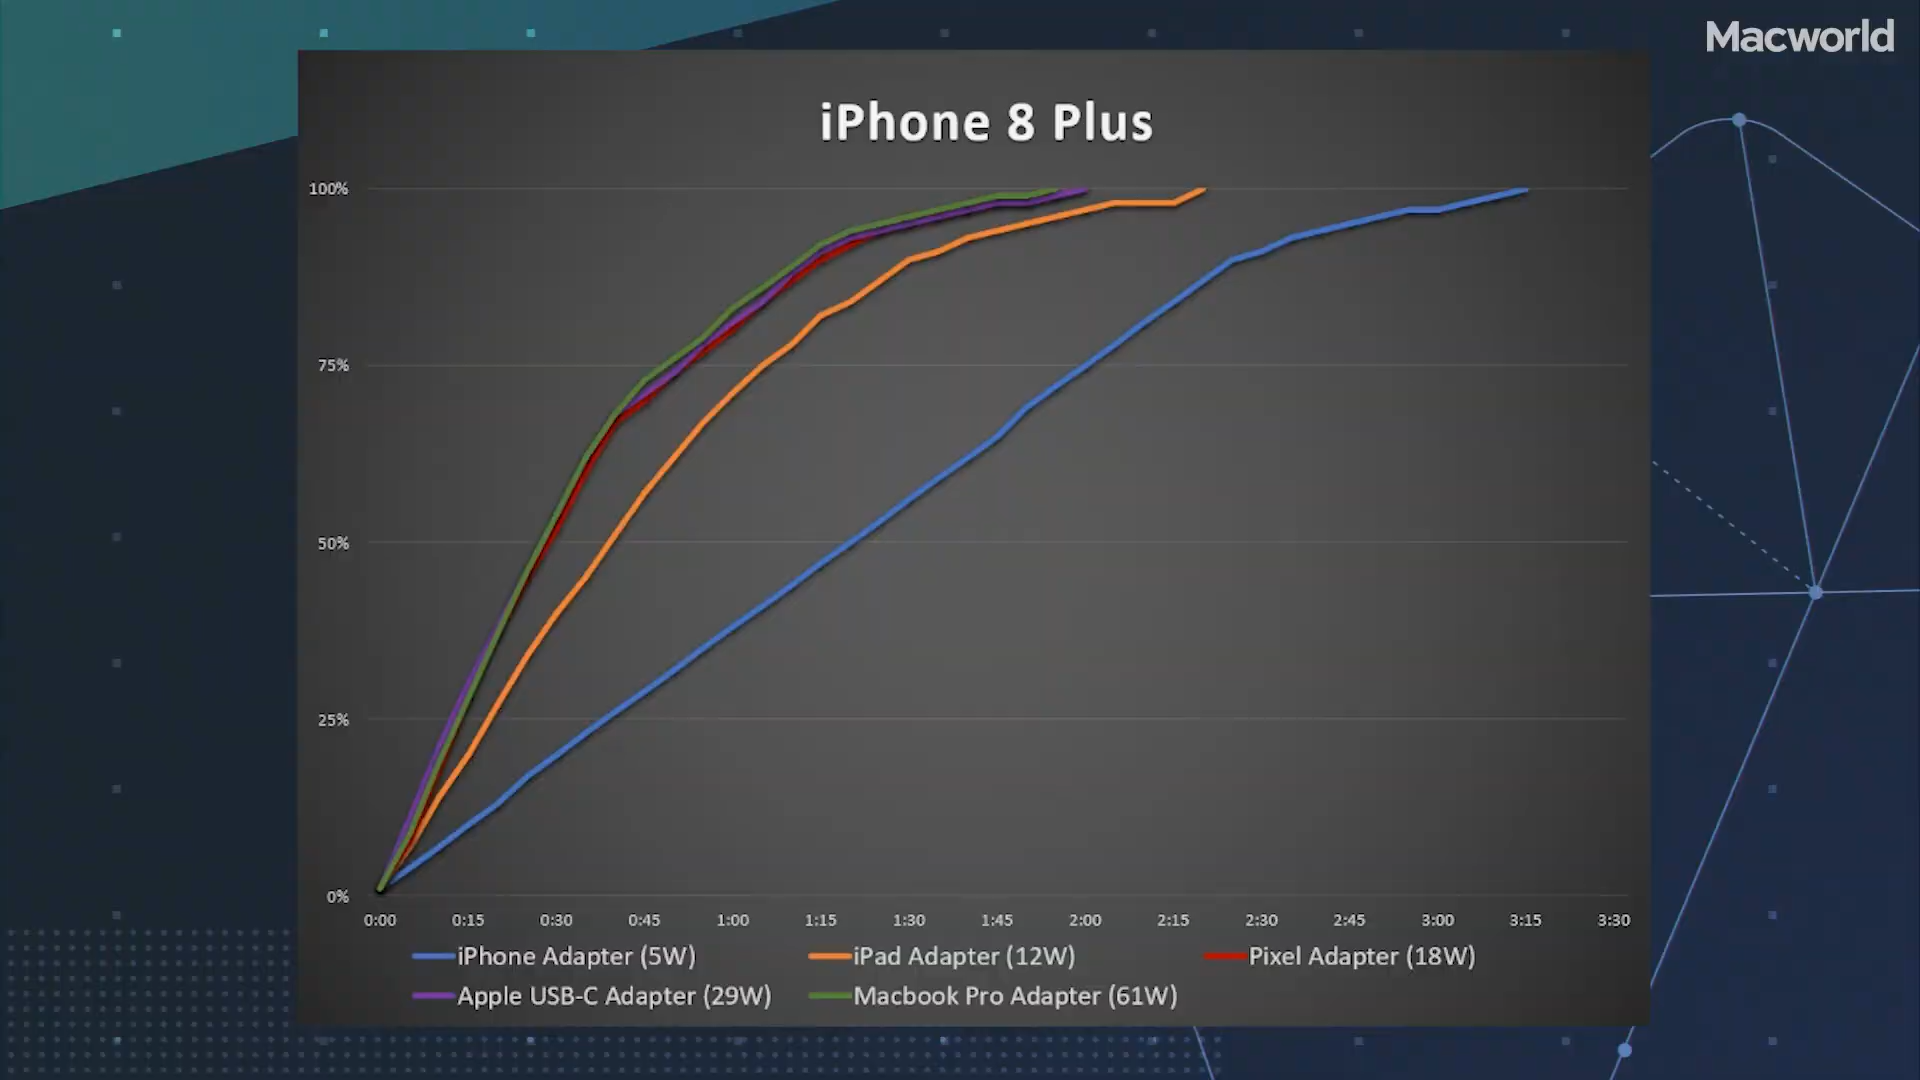 Macworld
iPhone 8 Plus
100%
75%
50%
25%
0%
0:00 0:15 0:30 0:45 1:00 1:15 1:30 1:45 2:00 2:15 2:30 2:45 3:00 3:15 3:30
iPhone Adapter (5W) iPad Adapter (12W) Pixel Adapter (18W)
Apple USB-C Adapter (29W) Macbook Pro Adapter (61W)